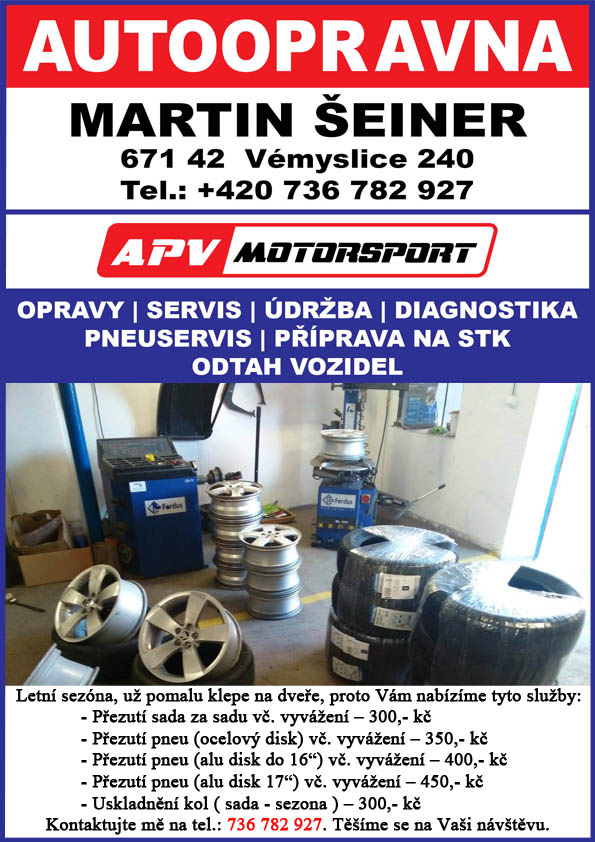 AUTOOPRAVNA
MARTIN ŠEINER
671 42 Vémyslice 240
Tel.: +420 736 782 927
APV MOTORSPORT
OPRAVY | SERVIS | ÚDRŽBA | DIAGNOSTIKA
PNEUSERVIS | PŘÍPRAVA NA STK
ODTAH VOZIDEL
Ferdus
Ferdus
Letní sezóna, už pomalu klepe na dveře, proto Vám nabízíme tyto služby:
- Přezutí sada za sadu vč. vyvážení – 300,- kč
- Přezutí pneu (ocelový disk) vč. vyvážení – 350,- kč
- Přezutí pneu (alu disk do 16“) vč. vyvážení – 400,- kč
- Přezutí pneu (alu disk 17“) vč. vyvážení – 450,- kč
- Uskladnění kol ( sada - sezona ) – 300,- kč
Kontaktujte mě na tel.: 736 782 927. Těšíme se na Vaši návštěvu.